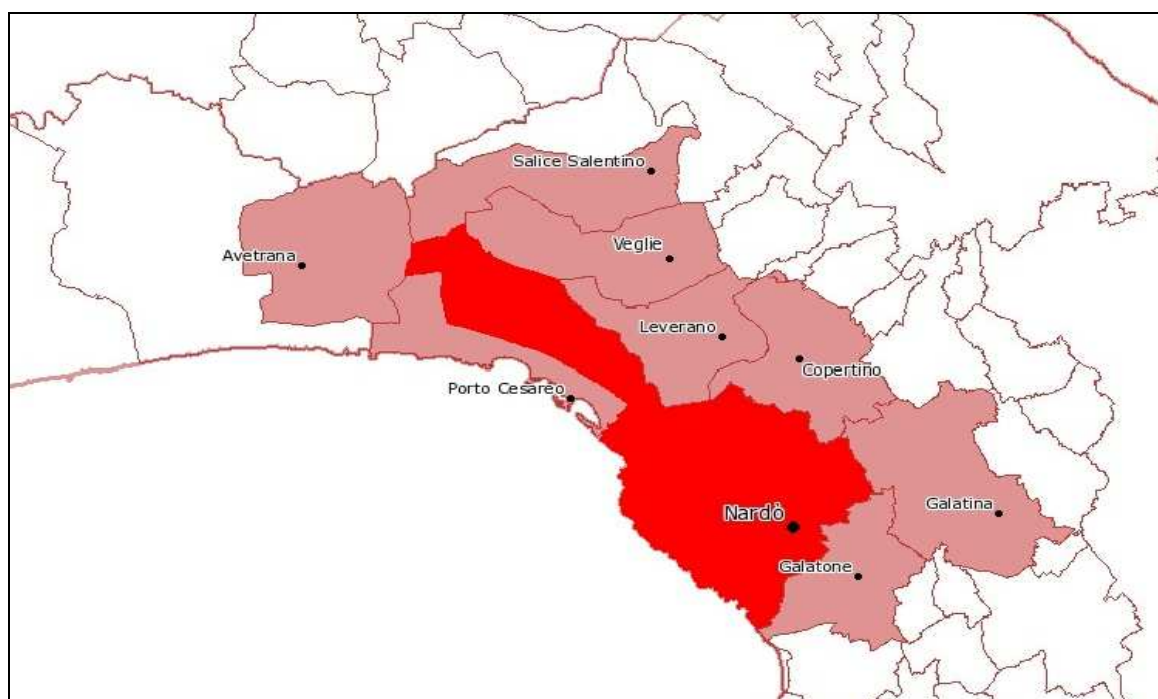 Salice Salentino
Veglie
Avetrana
Leverano
Copertino
Porto Cesareo
Galatina
Nardò
Galatone